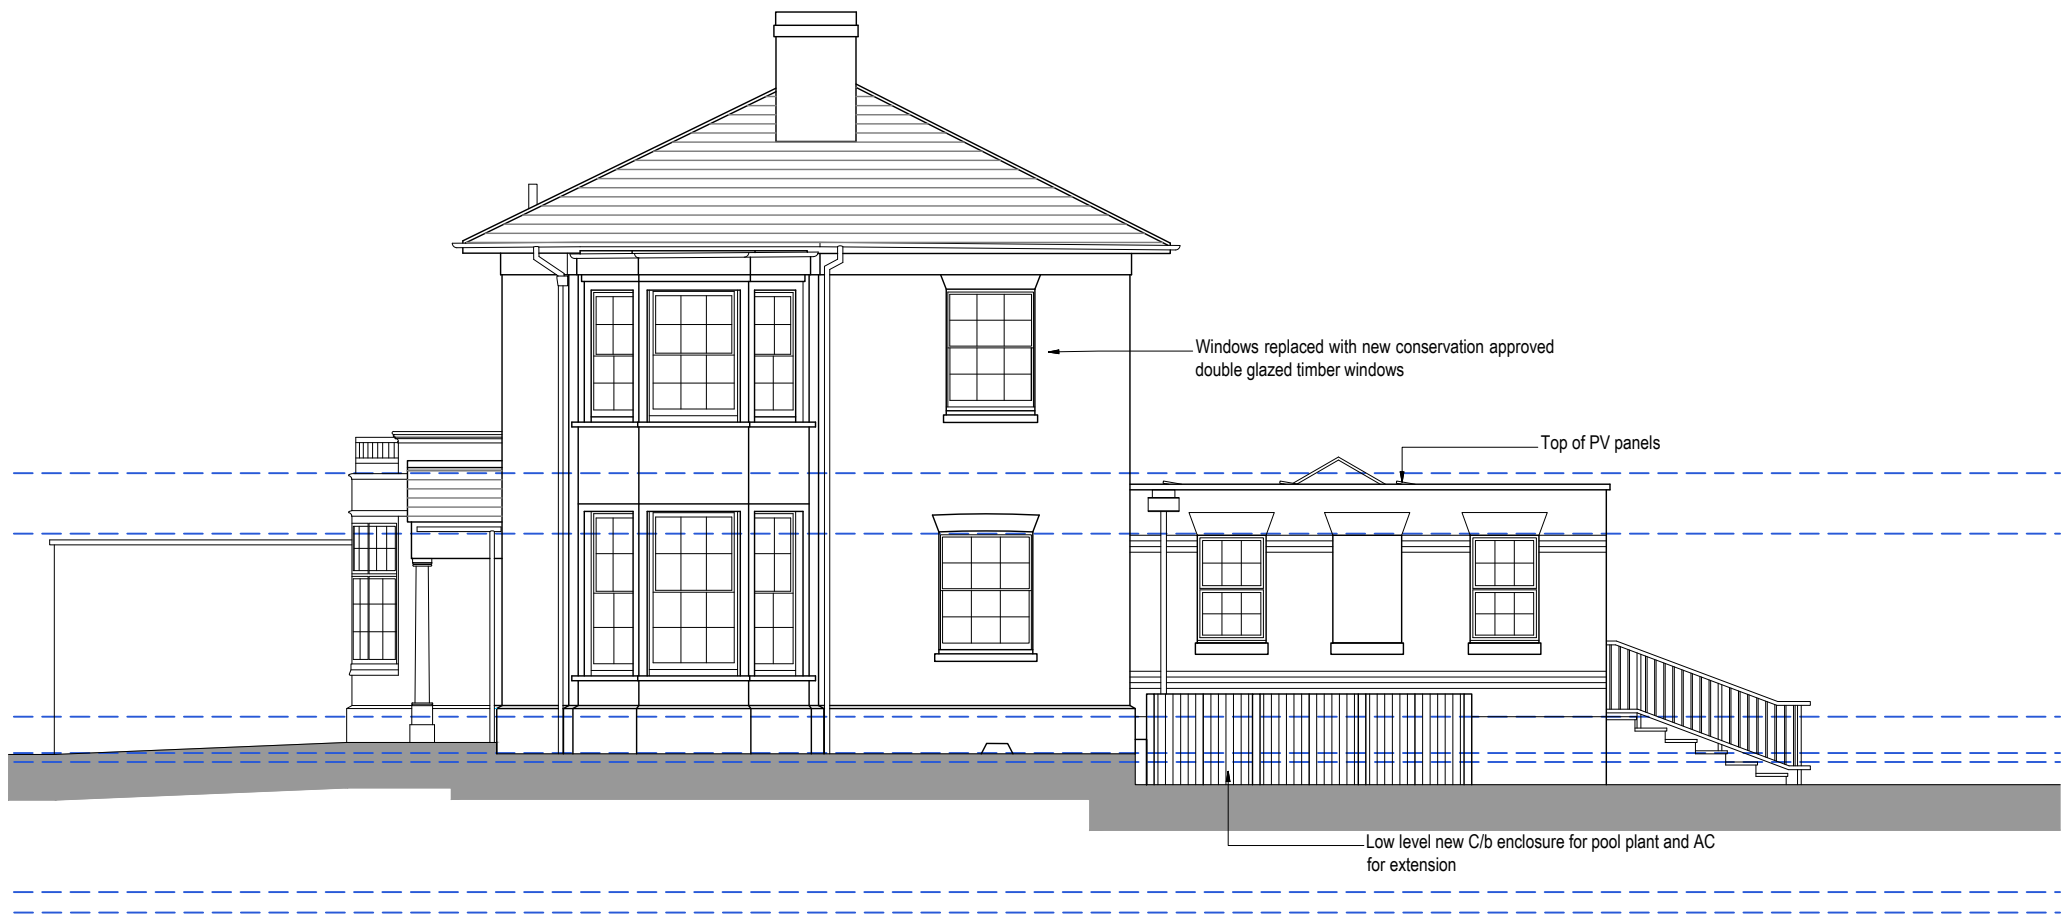 Windows replaced with new conservation approved
double glazed timber windows
Top of PV panels
Low level new C/b enclosure for pool plant and AC
for extension